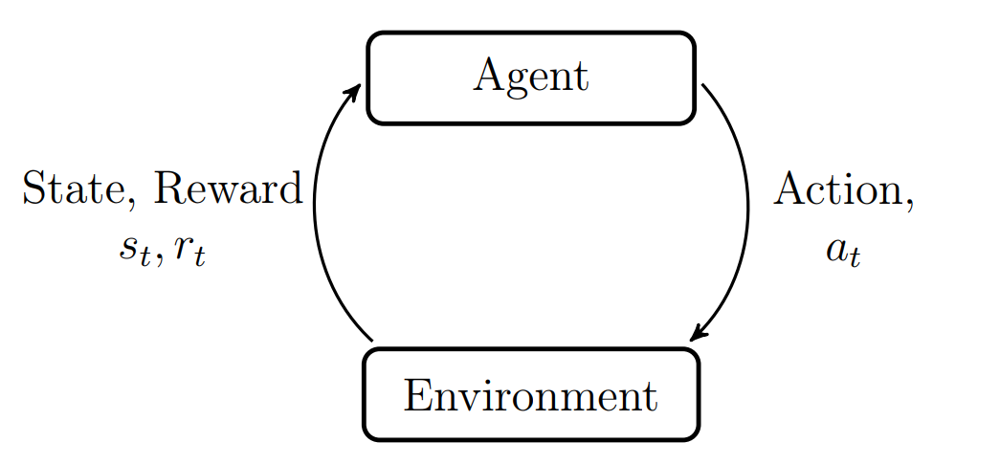 Agent
State, Reward
s_t, r_t
Action,
a_t
Environment